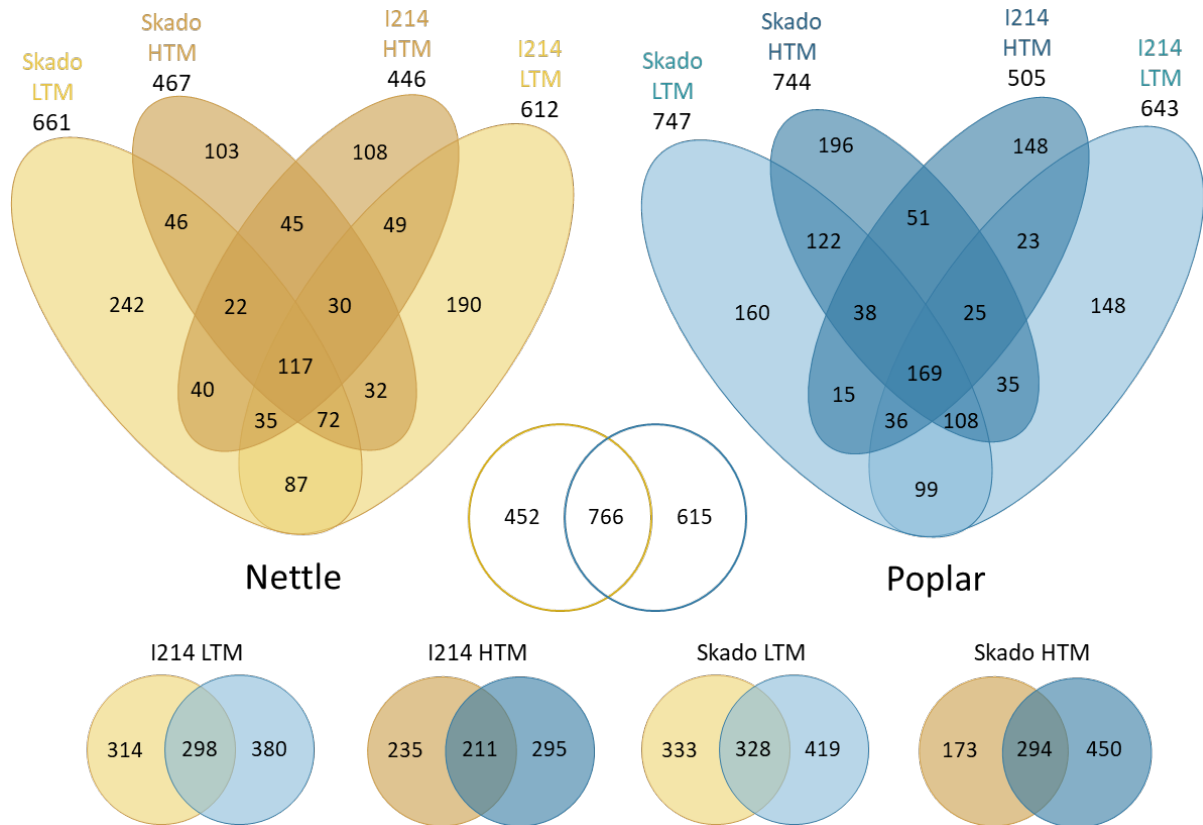 Skado
LTM
661
Skado
HTM
467
I214
HTM
446
I214
LTM
612
Skado
LTM
747
Skado
HTM
744
I214
HTM
505
I214
LTM
643
103
108
46
45
49
242
22
30
190
117
40
32
35
72
87
Nettle
196
148
51
122
23
160
38
25
148
169
15
35
36
108
99
Poplar
452
766
615
I214 LTM
314
298
380
I214 HTM
235
211
295
Skado LTM
333
328
419
Skado HTM
173
294
450